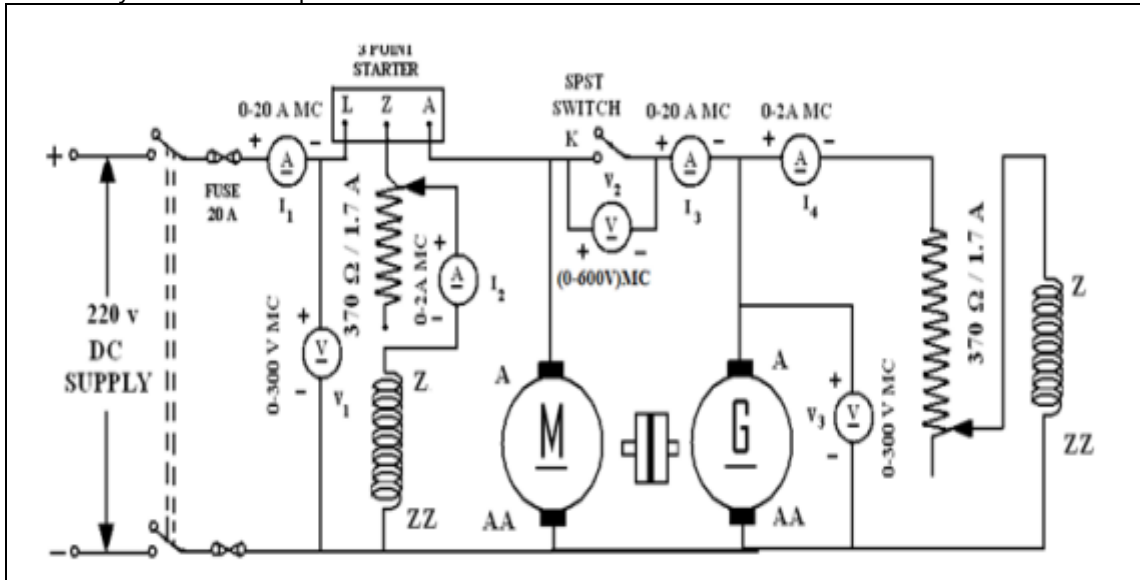 3 POINT
STARTER
L Z A
0-20 A MC
+ -
A
I1
FUSE
20 A
+
-
220 v
DC
SUPPLY
0-300 V MC
+
V
-
V1
370 Ω / 1.7 A
0-2A MC
+
A
-
I2
Z
ZZ
SPST
SWITCH
K
V2
V
+ -
(0-600V)MC
0-20 A MC
+ -
A
I3
0-2A MC
+ -
A
I4
A
M
AA
A
G
AA
+
V3
V
-
0-300 V MC
370 Ω / 1.7 A
Z
ZZ